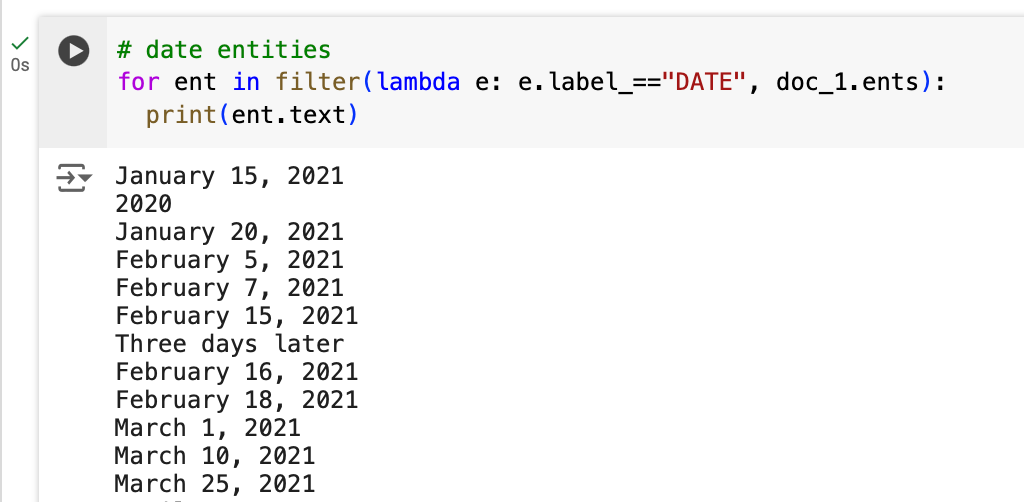 0s
# date entities
for ent in filter(lambda e: e.label_=="DATE", doc_1.ents):
  print(ent.text)
January 15, 2021
2020
January 20, 2021
February 5, 2021
February 7, 2021
February 15, 2021
Three days later
February 16, 2021
February 18, 2021
March 1, 2021
March 10, 2021
March 25, 2021